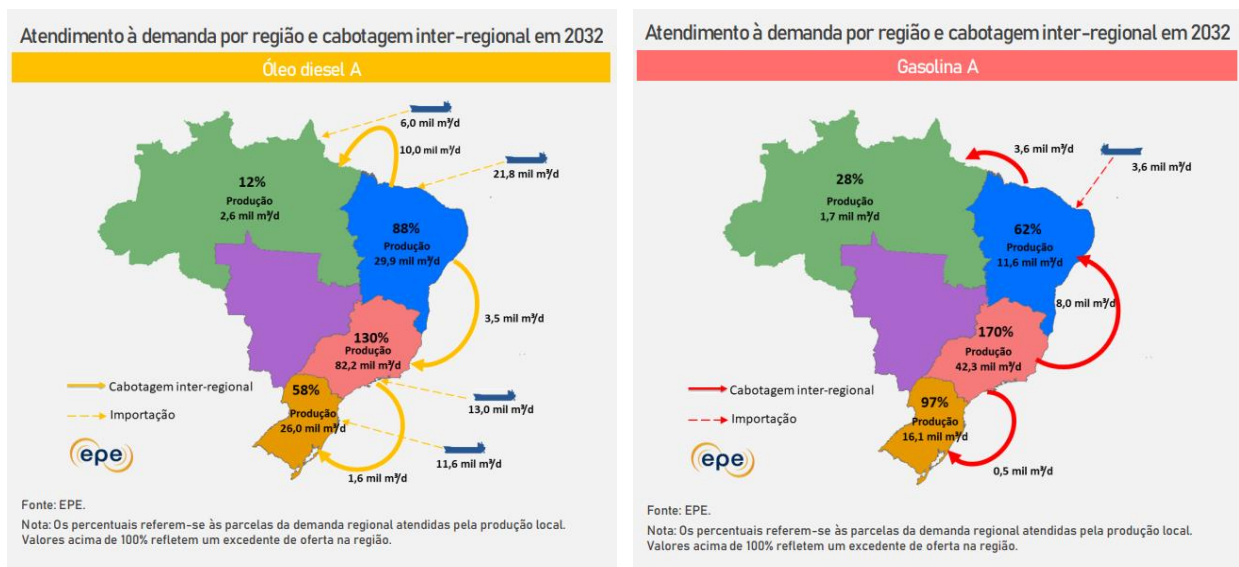 Atendimento à demanda por região e cabotagem inter-regional em 2032
Óleo diesel A
6,0 mil m³/d
10,0 mil m³/d
21,8 mil m³/d
12%
Produção
2,6 mil m³/d
88%
Produção
29,9 mil m³/d
3,5 mil m³/d
130%
Produção
82,2 mil m³/d
58%
Produção
26,0 mil m³/d
13,0 mil m³/d
11,6 mil m³/d
1,6 mil m³/d
Cabotagem inter-regional
Importação
epe
Fonte: EPE.
Nota: Os percentuais referem-se às parcelas da demanda regional atendidas pela produção local.
Valores acima de 100% refletem um excedente de oferta na região.
Atendimento à demanda por região e cabotagem inter-regional em 2032
Gasolina A
3,6 mil m³/d
3,6 mil m³/d
28%
Produção
1,7 mil m³/d
62%
Produção
11,6 mil m³/d
8,0 mil m³/d
170%
Produção
42,3 mil m³/d
97%
Produção
16,1 mil m³/d
0,5 mil m³/d
Cabotagem inter-regional
Importação
epe
Fonte: EPE.
Nota: Os percentuais referem-se às parcelas da demanda regional atendidas pela produção local.
Valores acima de 100% refletem um excedente de oferta na região.